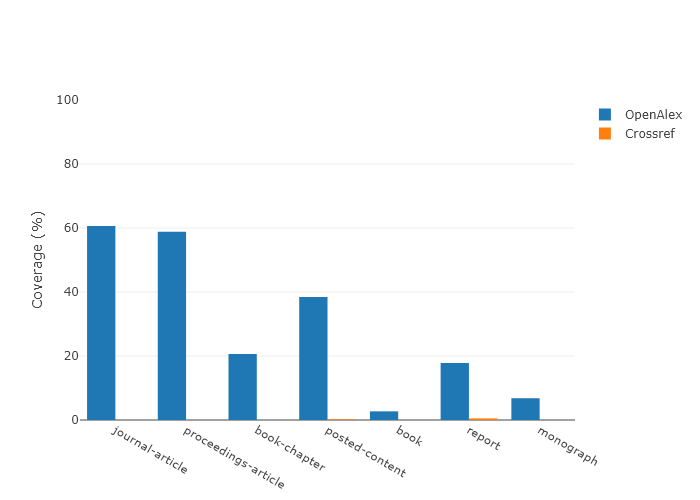 100
80
60
40
20
0
Coverage (%)
journal-article
proceedings-article
book-chapter
posted-content
book
report
monograph
OpenAlex
Crossref